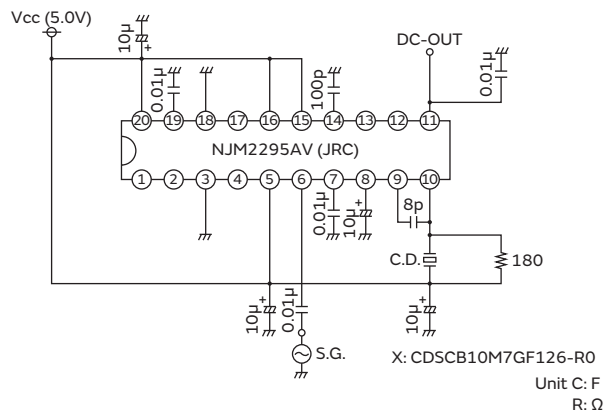 Vcc (5.0V)
10μ
+
0.01μ
100p
DC-OUT
0.01μ
20 19 18 17 16 15 14 13 12 11
NJM2295AV (JRC)
1 2 3 4 5 6 7 8 9 10
0.01μ
10μ
+
8p
C.D.
180
10μ
+
0.01μ
10μ
+
S.G.
X: CDSCB10M7GF126-R0
Unit C: F
R: Ω